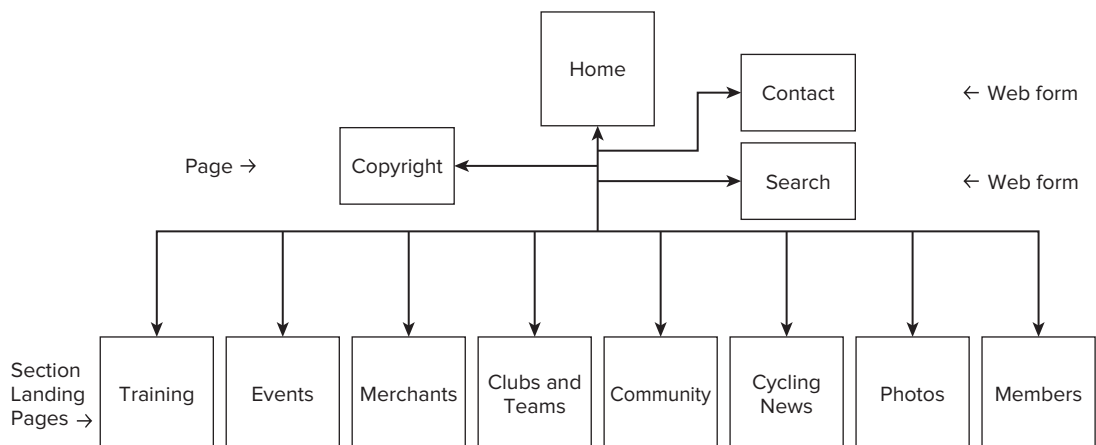 Home
Contact
← Web form
Page →
Copyright
Search
← Web form
Section
Landing
Pages →
Training
Events
Merchants
Clubs and
Teams
Community
Cycling
News
Photos
Members